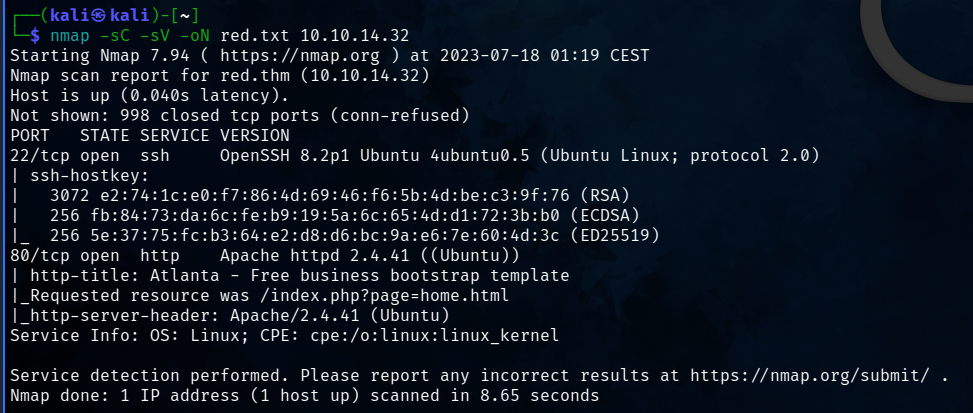 ┌──(kali㉿kali)-[~]
└─$ nmap -sC -sV -oN red.txt 10.10.14.32
Starting Nmap 7.94 ( https://nmap.org ) at 2023-07-18 01:19 CEST
Nmap scan report for red.thm (10.10.14.32)
Host is up (0.040s latency).
Not shown: 998 closed tcp ports (conn-refused)
PORT   STATE SERVICE VERSION
22/tcp open  ssh     OpenSSH 8.2p1 Ubuntu 4ubuntu0.5 (Ubuntu Linux; protocol 2.0)
| ssh-hostkey:
|   3072 e2:74:1c:e0:f7:86:4d:69:46:f6:5b:4d:be:c3:9f:76 (RSA)
|   256 fb:84:73:da:6c:fe:b9:19:5a:6c:65:4d:d1:72:3b:b0 (ECDSA)
|_  256 5e:37:75:fc:b3:64:e2:d8:d6:bc:9a:e6:7e:60:4d:3c (ED25519)
80/tcp open  http    Apache httpd 2.4.41 ((Ubuntu))
| http-title: Atlanta - Free business bootstrap template
|_Requested resource was /index.php?page=home.html
|_http-server-header: Apache/2.4.41 (Ubuntu)
Service Info: OS: Linux; CPE: cpe:/o:linux:linux_kernel

Service detection performed. Please report any incorrect results at https://nmap.org/submit/ .
Nmap done: 1 IP address (1 host up) scanned in 8.65 seconds